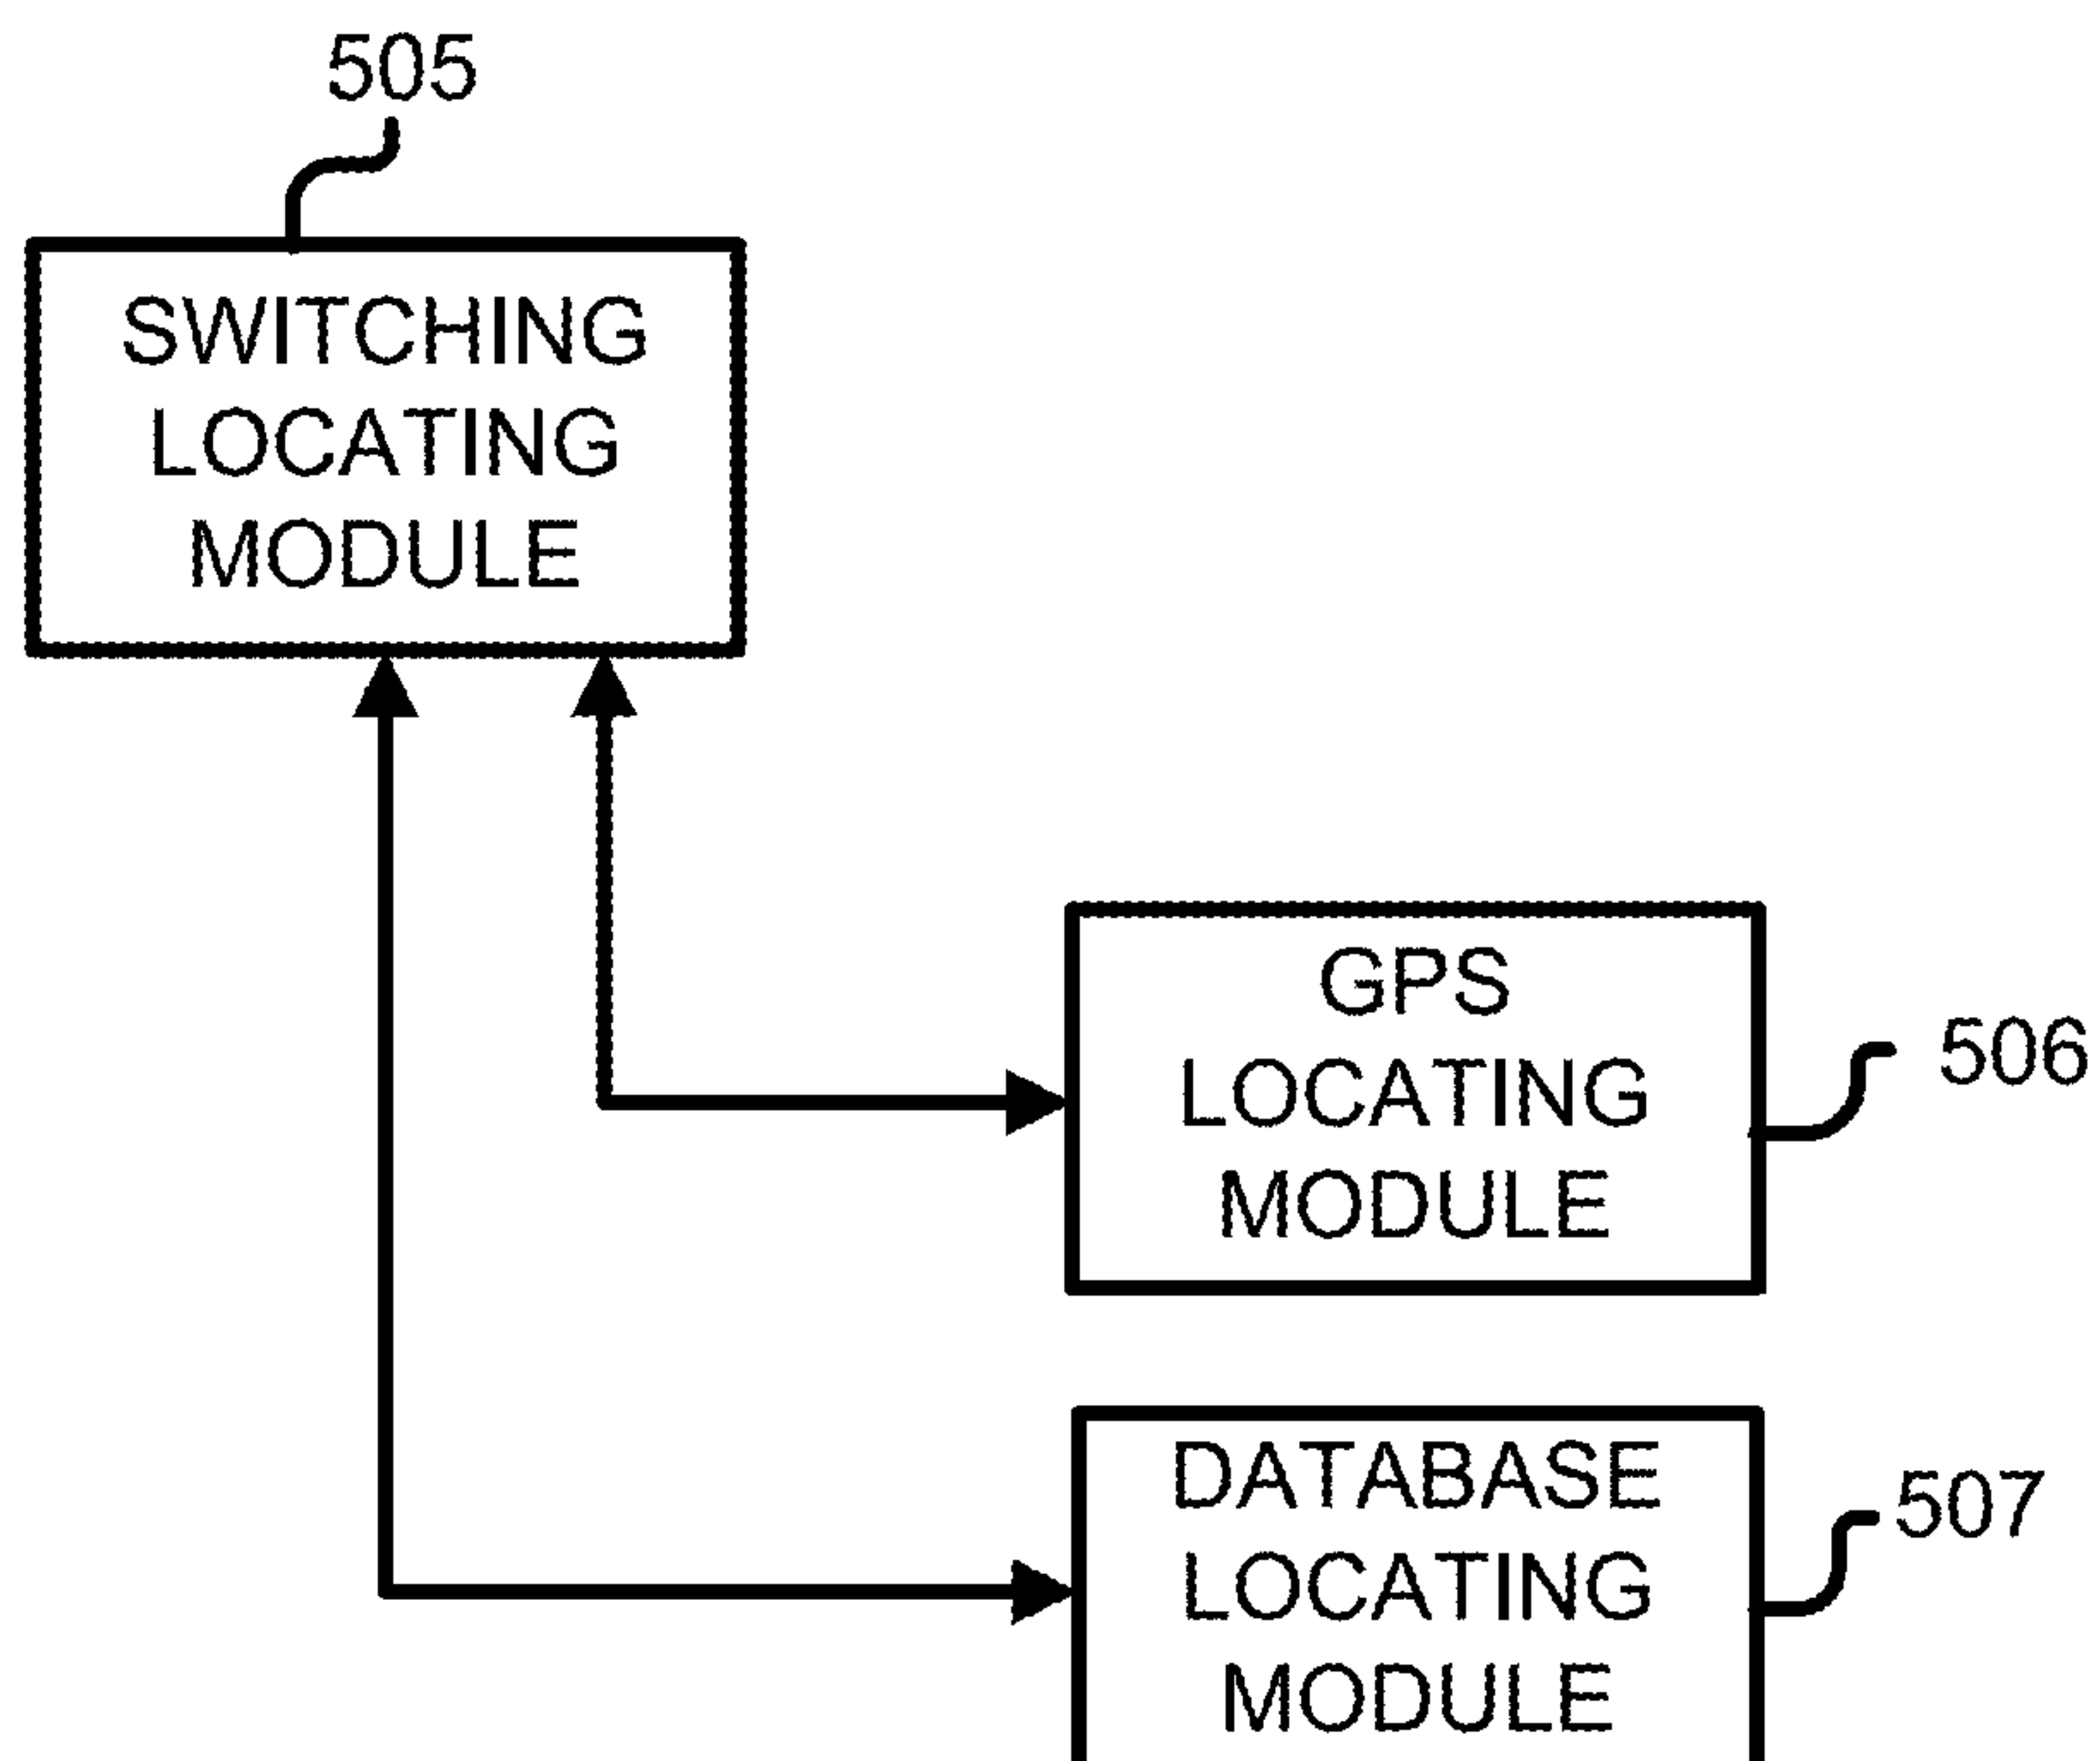 505
SWITCHING
LOCATING
MODULE
GPS
LOCATING
MODULE
506
DATABASE
LOCATING
MODULE
507